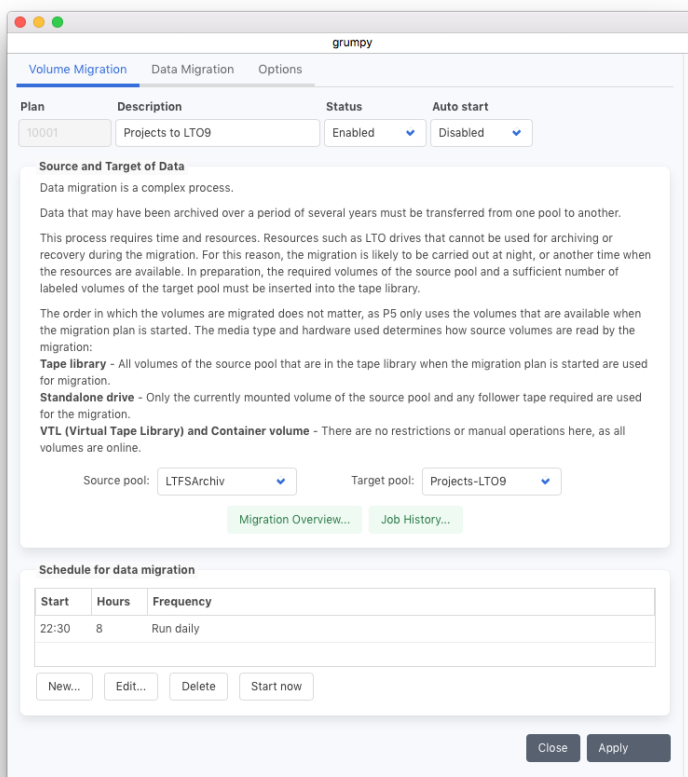 grumpy
Volume Migration Data Migration Options
Plan Description Status Auto start
10001 Projects to LTO9 Enabled Disabled
Source and Target of Data
Data migration is a complex process.
Data that may have been archived over a period of several years must be transferred from one pool to another.
This process requires time and resources. Resources such as LTO drives that cannot be used for archiving or
recovery during the migration. For this reason, the migration is likely to be carried out at night, or another time when
the resources are available. In preparation, the required volumes of the source pool and a sufficient number of
labeled volumes of the target pool must be inserted into the tape library.
The order in which the volumes are migrated does not matter, as P5 only uses the volumes that are available when
the migration plan is started. The media type and hardware used determines how source volumes are read by the
migration:
Tape library - All volumes of the source pool that are in the tape library when the migration plan is started are used
for migration.
Standalone drive - Only the currently mounted volume of the source pool and any follower tape required are used
for the migration.
VTL (Virtual Tape Library) and Container volume - There are no restrictions or manual operations here, as all
volumes are online.
Source pool: LTFSArchiv Target pool: Projects-LTO9
Migration Overview... Job History...
Schedule for data migration
Start Hours Frequency
22:30 8 Run daily
New... Edit... Delete Start now
Close Apply